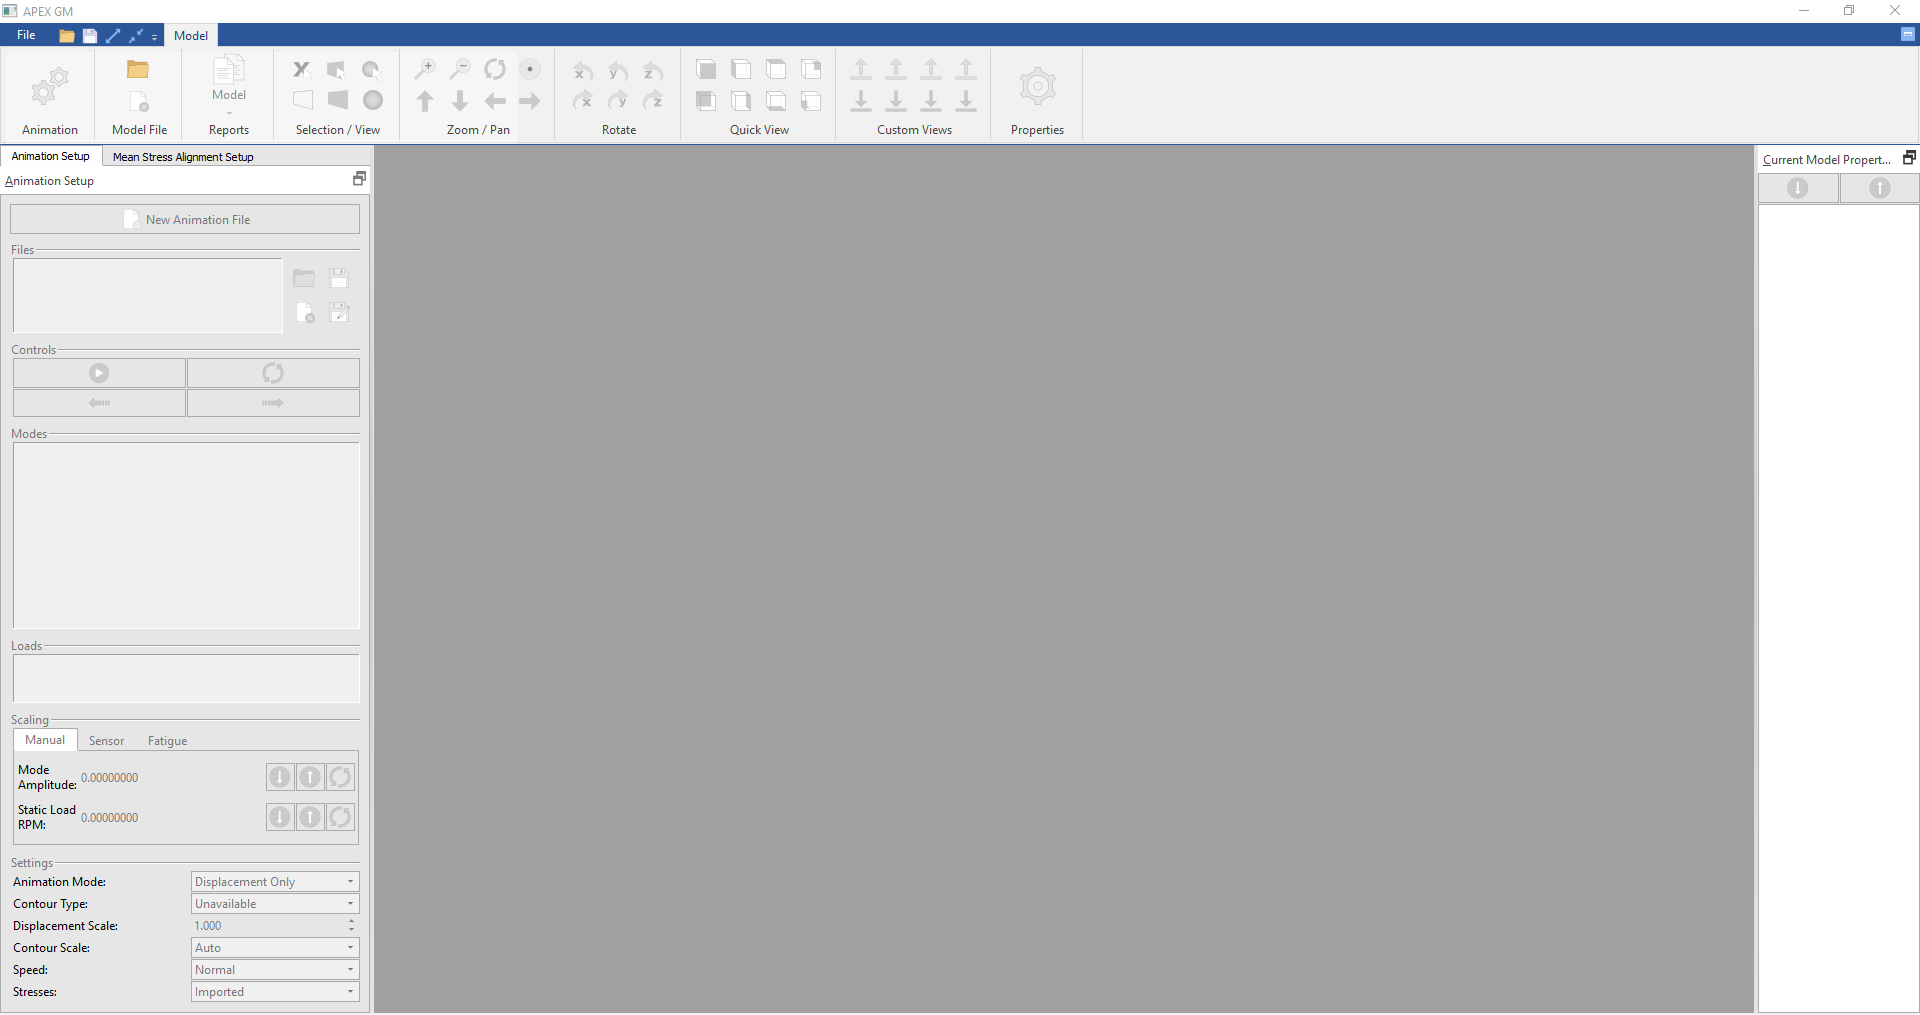 APEX GM
File
Model
Model
Animation
Model File
Reports
Selection / View
Zoom / Pan
x y z
x y z
Rotate
Quick View
Custom Views
Properties
Animation Setup
Mean Stress Alignment Setup
Animation Setup
New Animation File
Files
Controls
Modes
Loads
Scaling
Manual
Sensor
Fatigue
Mode
Amplitude:
0.00000000
Static Load
RPM:
0.00000000
Settings
Animation Mode: Displacement Only
Contour Type: Unavailable
Displacement Scale: 1.000
Contour Scale: Auto
Speed: Normal
Stresses: Imported
Current Model Propert...